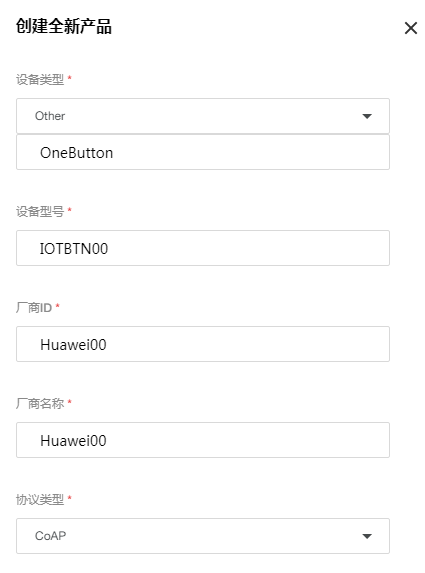 创建全新产品
设备类型 *
Other
OneButton
设备型号 *
IOTBTN00
厂商ID *
Huawei00
厂商名称 *
Huawei00
协议类型 *
CoAP